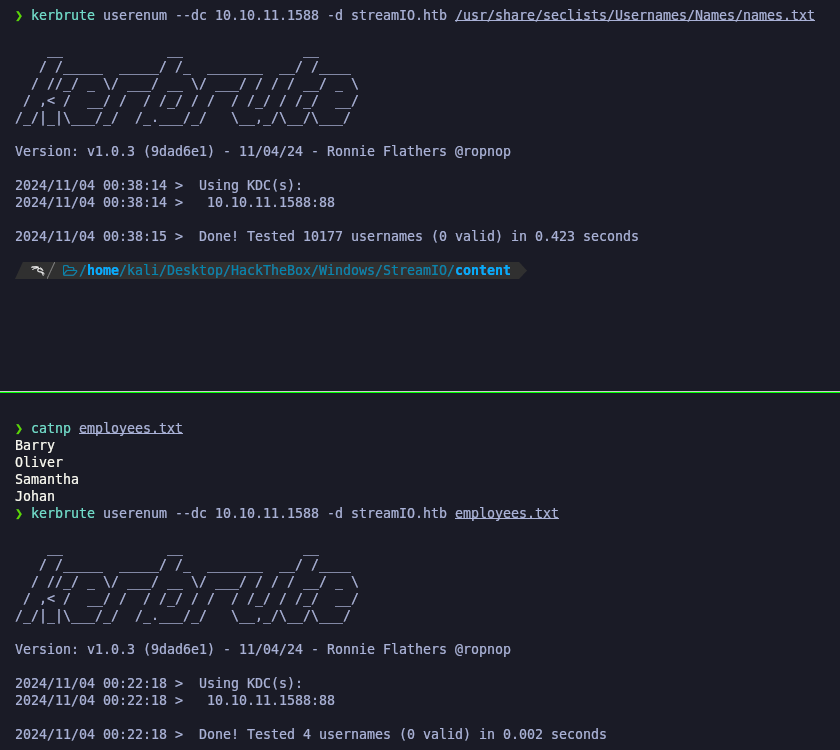 ❯ kerbrute userenum --dc 10.10.11.1588 -d streamIO.htb /usr/share/seclists/Usernames/Names/names.txt
    __             __               __
   / /_____  _____/ /_  _______  __/ /____
  / //_/ _ \/ ___/ __ \/ ___/ / / / __/ _ \
 / ,< /  __/ /  / /_/ / /  / /_/ / /_/  __/
/_/|_|\___/_/  /_.___/_/   \__,_/\__/\___/
Version: v1.0.3 (9dad6e1) - 11/04/24 - Ronnie Flathers @ropnop
2024/11/04 00:38:14 >  Using KDC(s):
2024/11/04 00:38:14 >   10.10.11.1588:88
2024/11/04 00:38:15 >  Done! Tested 10177 usernames (0 valid) in 0.423 seconds
/home/kali/Desktop/HackTheBox/Windows/StreamIO/content
❯ catnp employees.txt
Barry
Oliver
Samantha
Johan
❯ kerbrute userenum --dc 10.10.11.1588 -d streamIO.htb employees.txt
    __             __               __
   / /_____  _____/ /_  _______  __/ /____
  / //_/ _ \/ ___/ __ \/ ___/ / / / __/ _ \
 / ,< /  __/ /  / /_/ / /  / /_/ / /_/  __/
/_/|_|\___/_/  /_.___/_/   \__,_/\__/\___/
Version: v1.0.3 (9dad6e1) - 11/04/24 - Ronnie Flathers @ropnop
2024/11/04 00:22:18 >  Using KDC(s):
2024/11/04 00:22:18 >   10.10.11.1588:88
2024/11/04 00:22:18 >  Done! Tested 4 usernames (0 valid) in 0.002 seconds